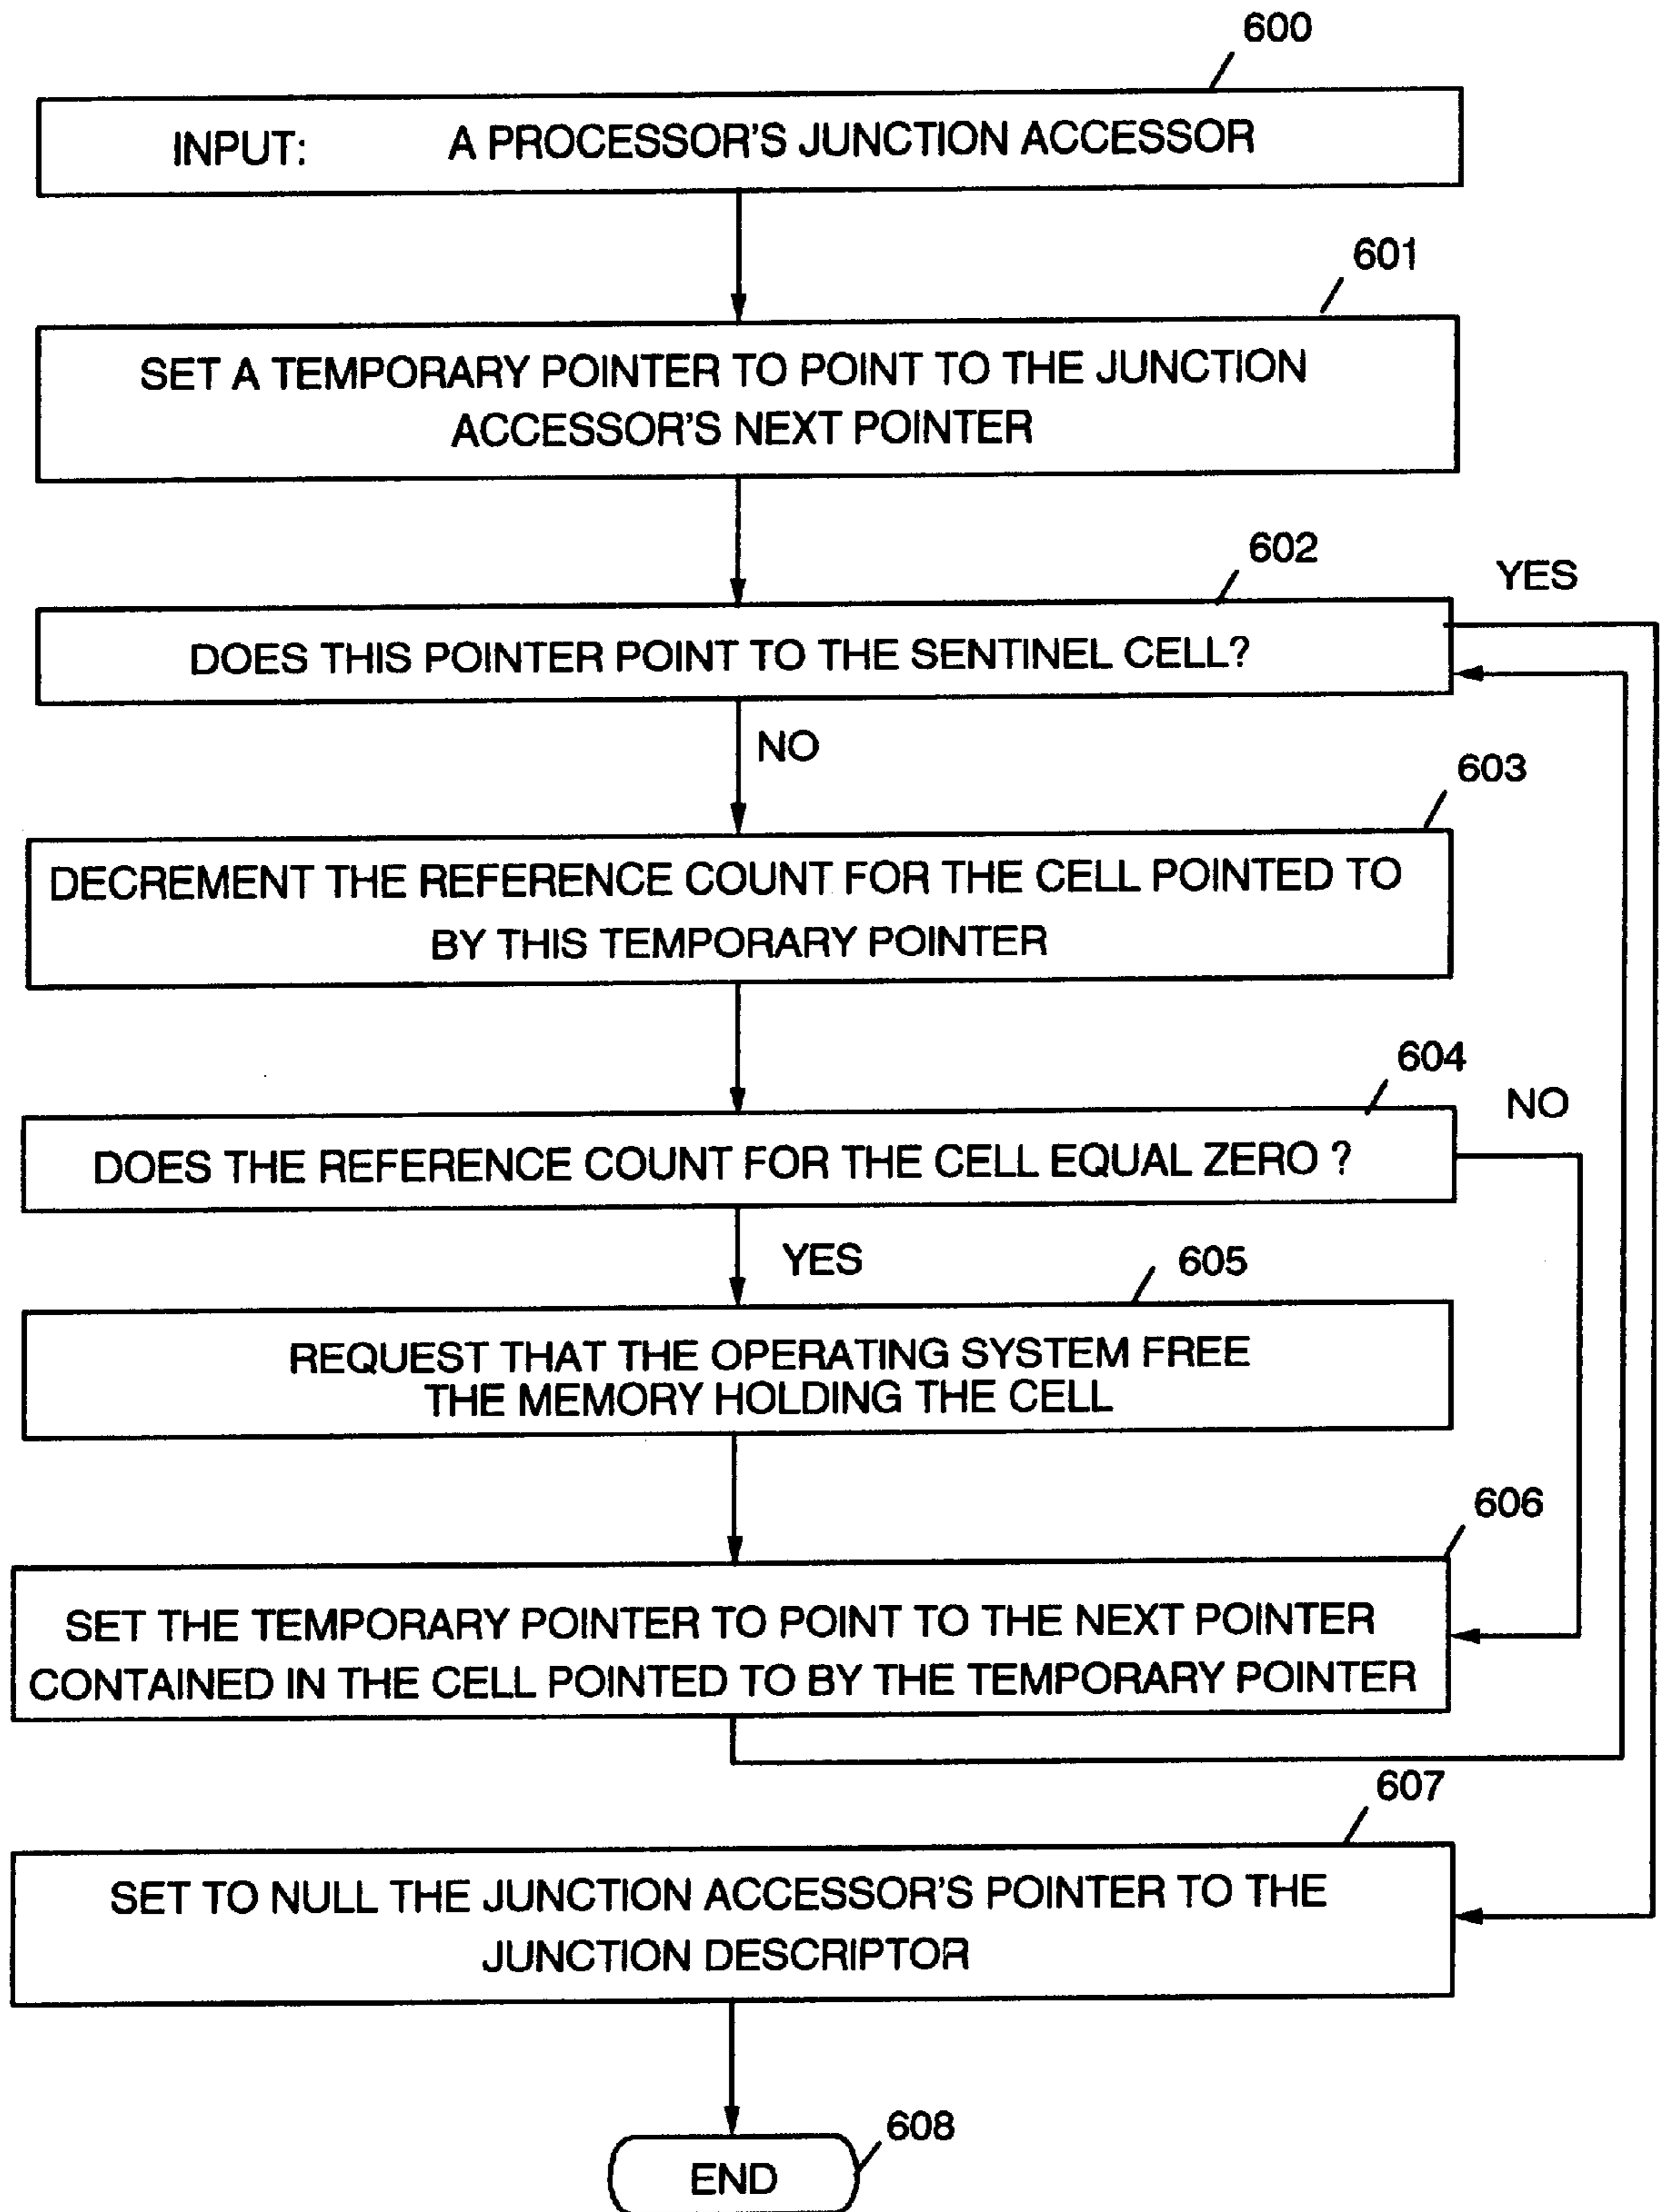 600
INPUT: A PROCESSOR'S JUNCTION ACCESSOR
601
SET A TEMPORARY POINTER TO POINT TO THE JUNCTION
ACCESSOR'S NEXT POINTER
602
YES
DOES THIS POINTER POINT TO THE SENTINEL CELL?
NO
603
DECREMENT THE REFERENCE COUNT FOR THE CELL POINTED TO
BY THIS TEMPORARY POINTER
604
NO
DOES THE REFERENCE COUNT FOR THE CELL EQUAL ZERO ?
YES
605
REQUEST THAT THE OPERATING SYSTEM FREE
THE MEMORY HOLDING THE CELL
606
SET THE TEMPORARY POINTER TO POINT TO THE NEXT POINTER
CONTAINED IN THE CELL POINTED TO BY THE TEMPORARY POINTER
607
SET TO NULL THE JUNCTION ACCESSOR'S POINTER TO THE
JUNCTION DESCRIPTOR
608
END